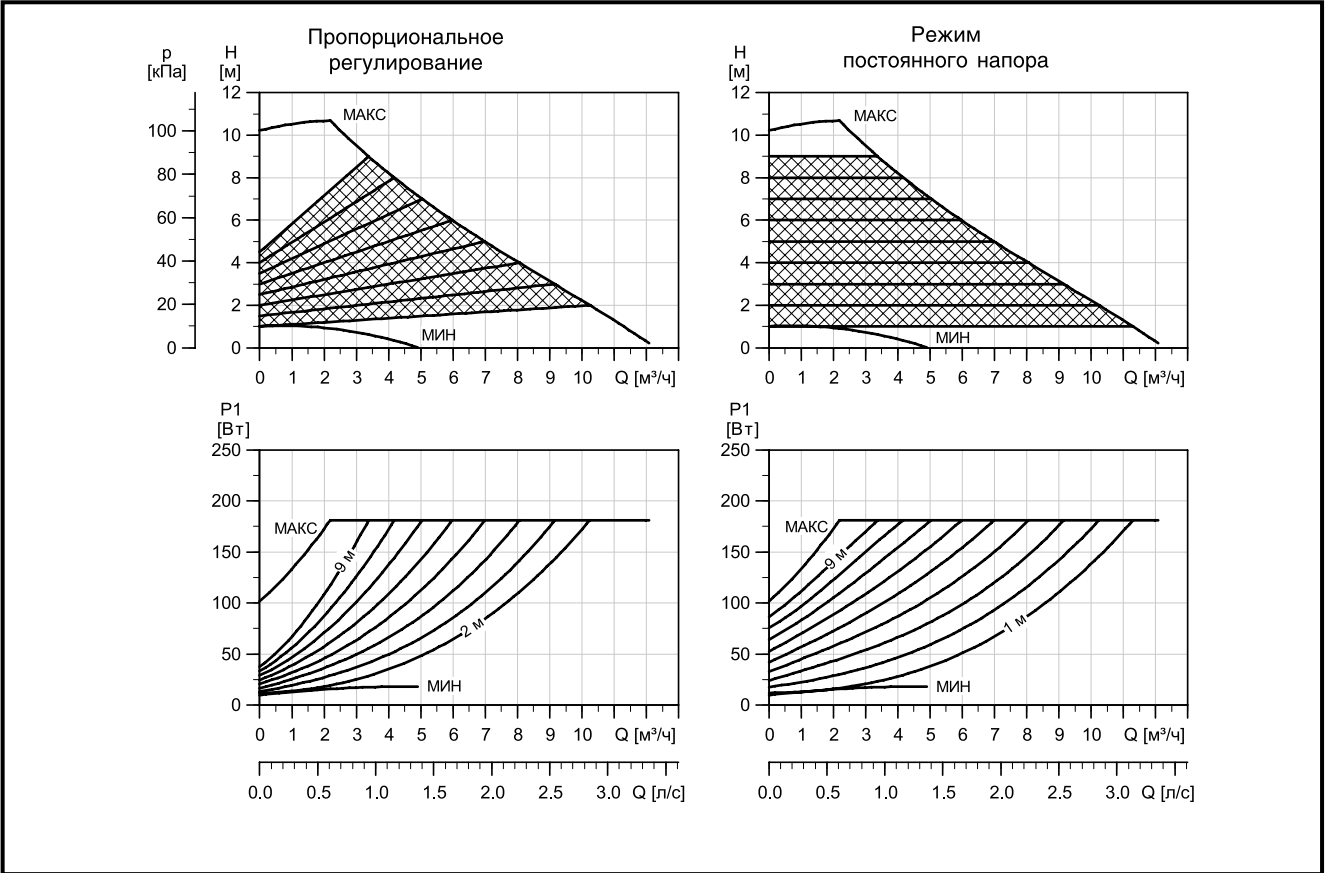 Пропорциональное
регулирование
p
[кПа]
H
[м]
12
10
8
6
4
2
0
100
80
60
40
20
0
МАКС
МИН
0 1 2 3 4 5 6 7 8 9 10 Q [м³/ч]
Режим
постоянного напора
H
[м]
12
10
8
6
4
2
0
МАКС
МИН
0 1 2 3 4 5 6 7 8 9 10 Q [м³/ч]
P1
[Вт]
250
200
150
100
50
0
МАКС
9 м
2 м
МИН
0 1 2 3 4 5 6 7 8 9 10 Q [м³/ч]
0.0 0.5 1.0 1.5 2.0 2.5 3.0 Q [л/с]
P1
[Вт]
250
200
150
100
50
0
МАКС
9 м
1 м
МИН
0 1 2 3 4 5 6 7 8 9 10 Q [м³/ч]
0.0 0.5 1.0 1.5 2.0 2.5 3.0 Q [л/с]